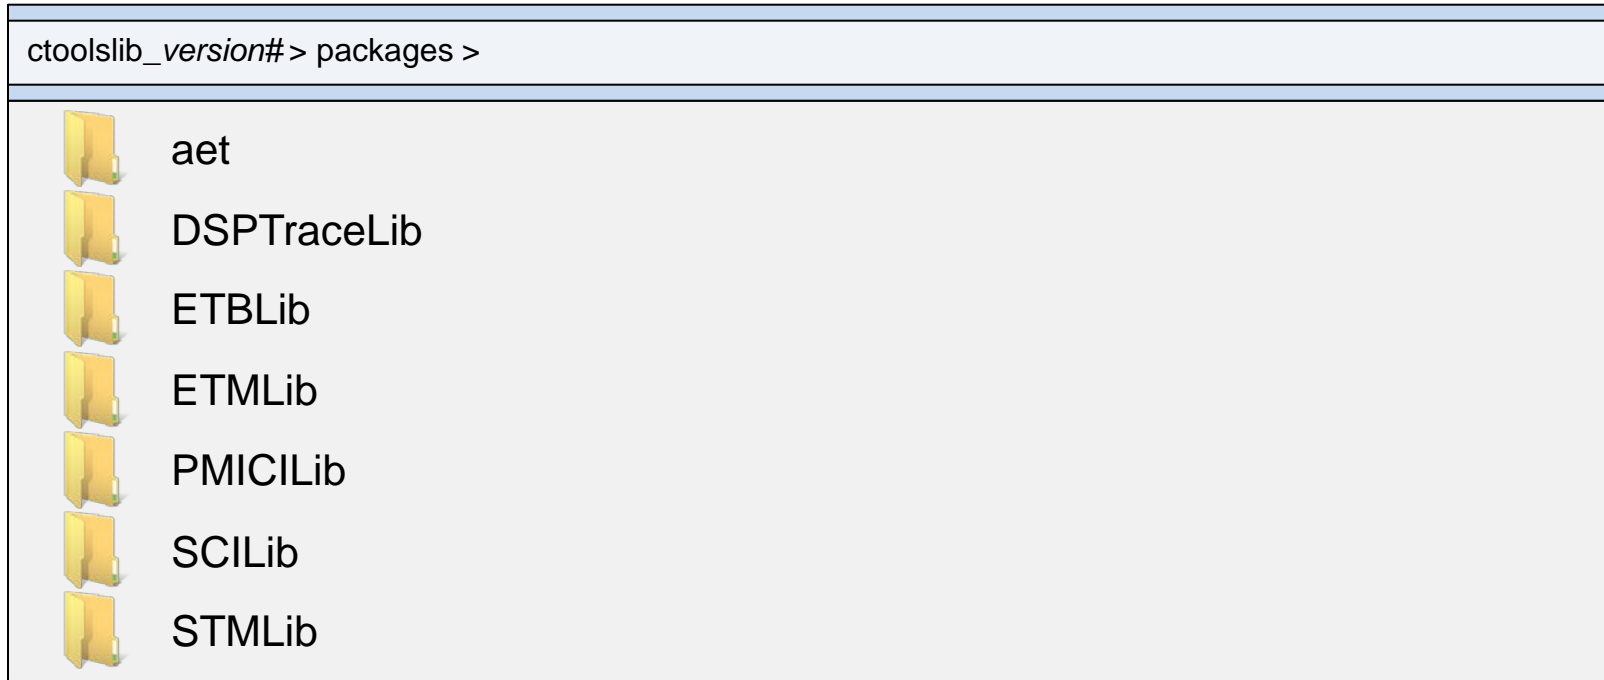 ctoolslib_version# > packages >
aet
DSPTraceLib
ETBLib
ETMLib
PMICILib
SCILib
STMLib